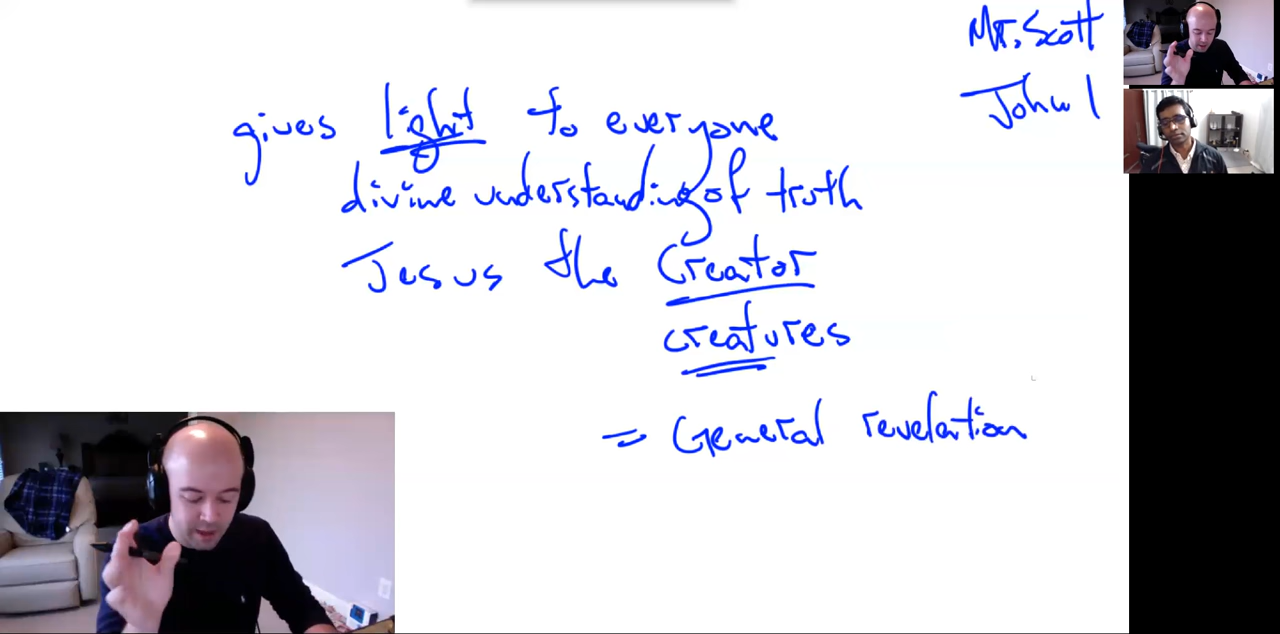 Mr. Scott
John 1
gives light to everyone
divine understanding of truth
Jesus the Creator
creatures
= General revelation